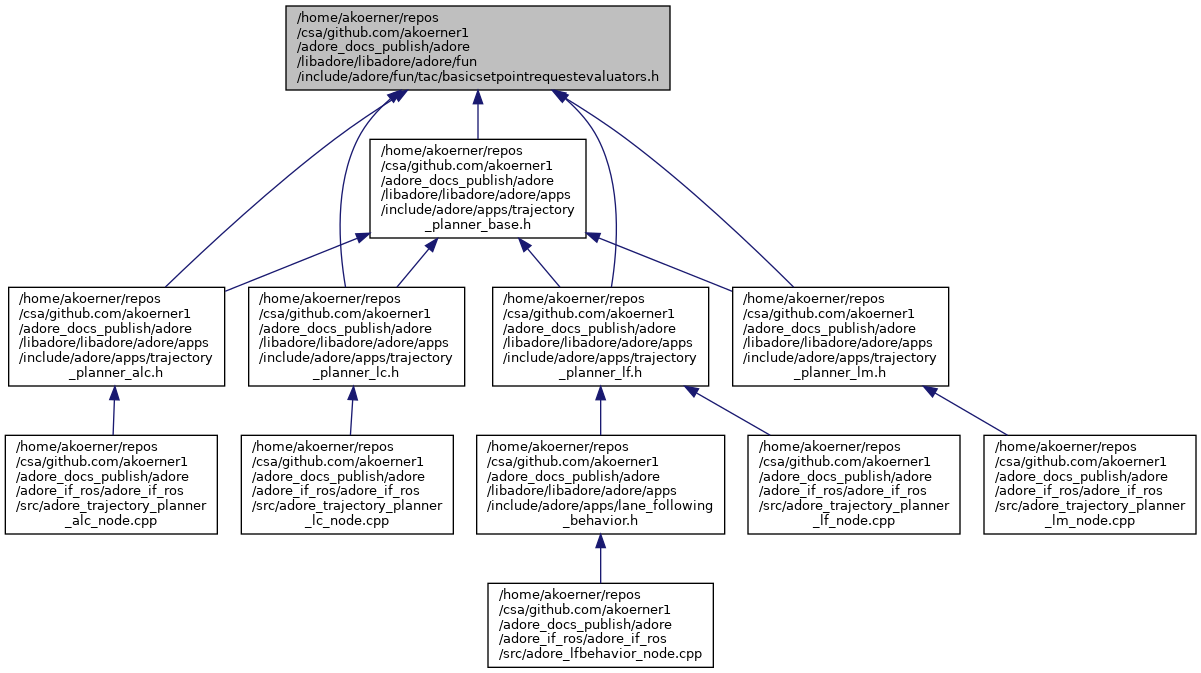 /home/akoerner/repos
/csa/github.com/akoerner1
/adore_docs_publish/adore
/libadore/libadore/adore/fun
/include/adore/fun/tac/basicsetpointrequestevaluators.h
/home/akoerner/repos
/csa/github.com/akoerner1
/adore_docs_publish/adore
/libadore/libadore/adore/apps
/include/adore/apps/trajectory
_planner_base.h
/home/akoerner/repos
/csa/github.com/akoerner1
/adore_docs_publish/adore
/libadore/libadore/adore/apps
/include/adore/apps/trajectory
_planner_alc.h
/home/akoerner/repos
/csa/github.com/akoerner1
/adore_docs_publish/adore
/libadore/libadore/adore/apps
/include/adore/apps/trajectory
_planner_lc.h
/home/akoerner/repos
/csa/github.com/akoerner1
/adore_docs_publish/adore
/libadore/libadore/adore/apps
/include/adore/apps/trajectory
_planner_lf.h
/home/akoerner/repos
/csa/github.com/akoerner1
/adore_docs_publish/adore
/libadore/libadore/adore/apps
/include/adore/apps/trajectory
_planner_lm.h
/home/akoerner/repos
/csa/github.com/akoerner1
/adore_docs_publish/adore
/adore_if_ros/adore_if_ros
/src/adore_trajectory_planner
_alc_node.cpp
/home/akoerner/repos
/csa/github.com/akoerner1
/adore_docs_publish/adore
/adore_if_ros/adore_if_ros
/src/adore_trajectory_planner
_lc_node.cpp
/home/akoerner/repos
/csa/github.com/akoerner1
/adore_docs_publish/adore
/libadore/libadore/adore/apps
/include/adore/apps/lane_following
_behavior.h
/home/akoerner/repos
/csa/github.com/akoerner1
/adore_docs_publish/adore
/adore_if_ros/adore_if_ros
/src/adore_trajectory_planner
_lf_node.cpp
/home/akoerner/repos
/csa/github.com/akoerner1
/adore_docs_publish/adore
/adore_if_ros/adore_if_ros
/src/adore_trajectory_planner
_lm_node.cpp
/home/akoerner/repos
/csa/github.com/akoerner1
/adore_docs_publish/adore
/adore_if_ros/adore_if_ros
/src/adore_lfbehavior_node.cpp